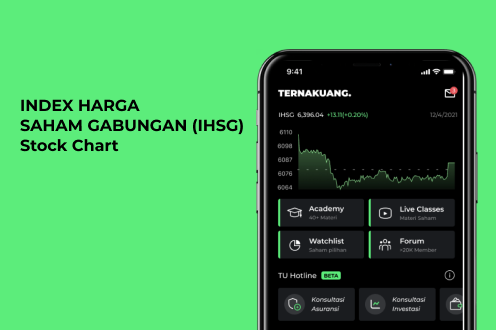 INDEX HARGA
SAHAM GABUNGAN (IHSG)
Stock Chart
9:41
TERNAKUANG.
3
IHSG 6,396.04 +13.11(+0.20%) 12/4/2021
6110
6098
6087
6076
6064
Academy
40+ Materi
Live Classes
Materi Saham
Watchlist
Saham pilihan
Forum
+20K Member
TU Hotline BETA
Konsultasi
Asuransi
Konsultasi
Investasi